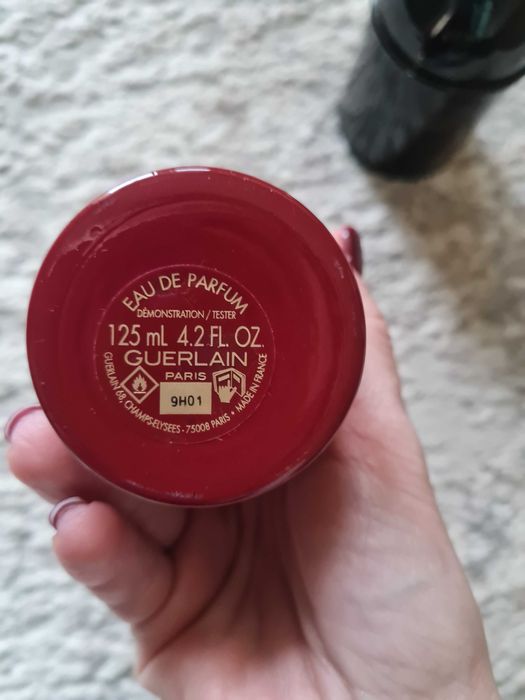 EAU DE PARFUM
DÉMONSTRATION / TESTER
125 mL 4.2 FL. OZ.
GUERLAIN
PARIS
9H01
GUERLAIN 68, CHAMPS-ELYSEES - 75008 PARIS • MADE IN FRANCE